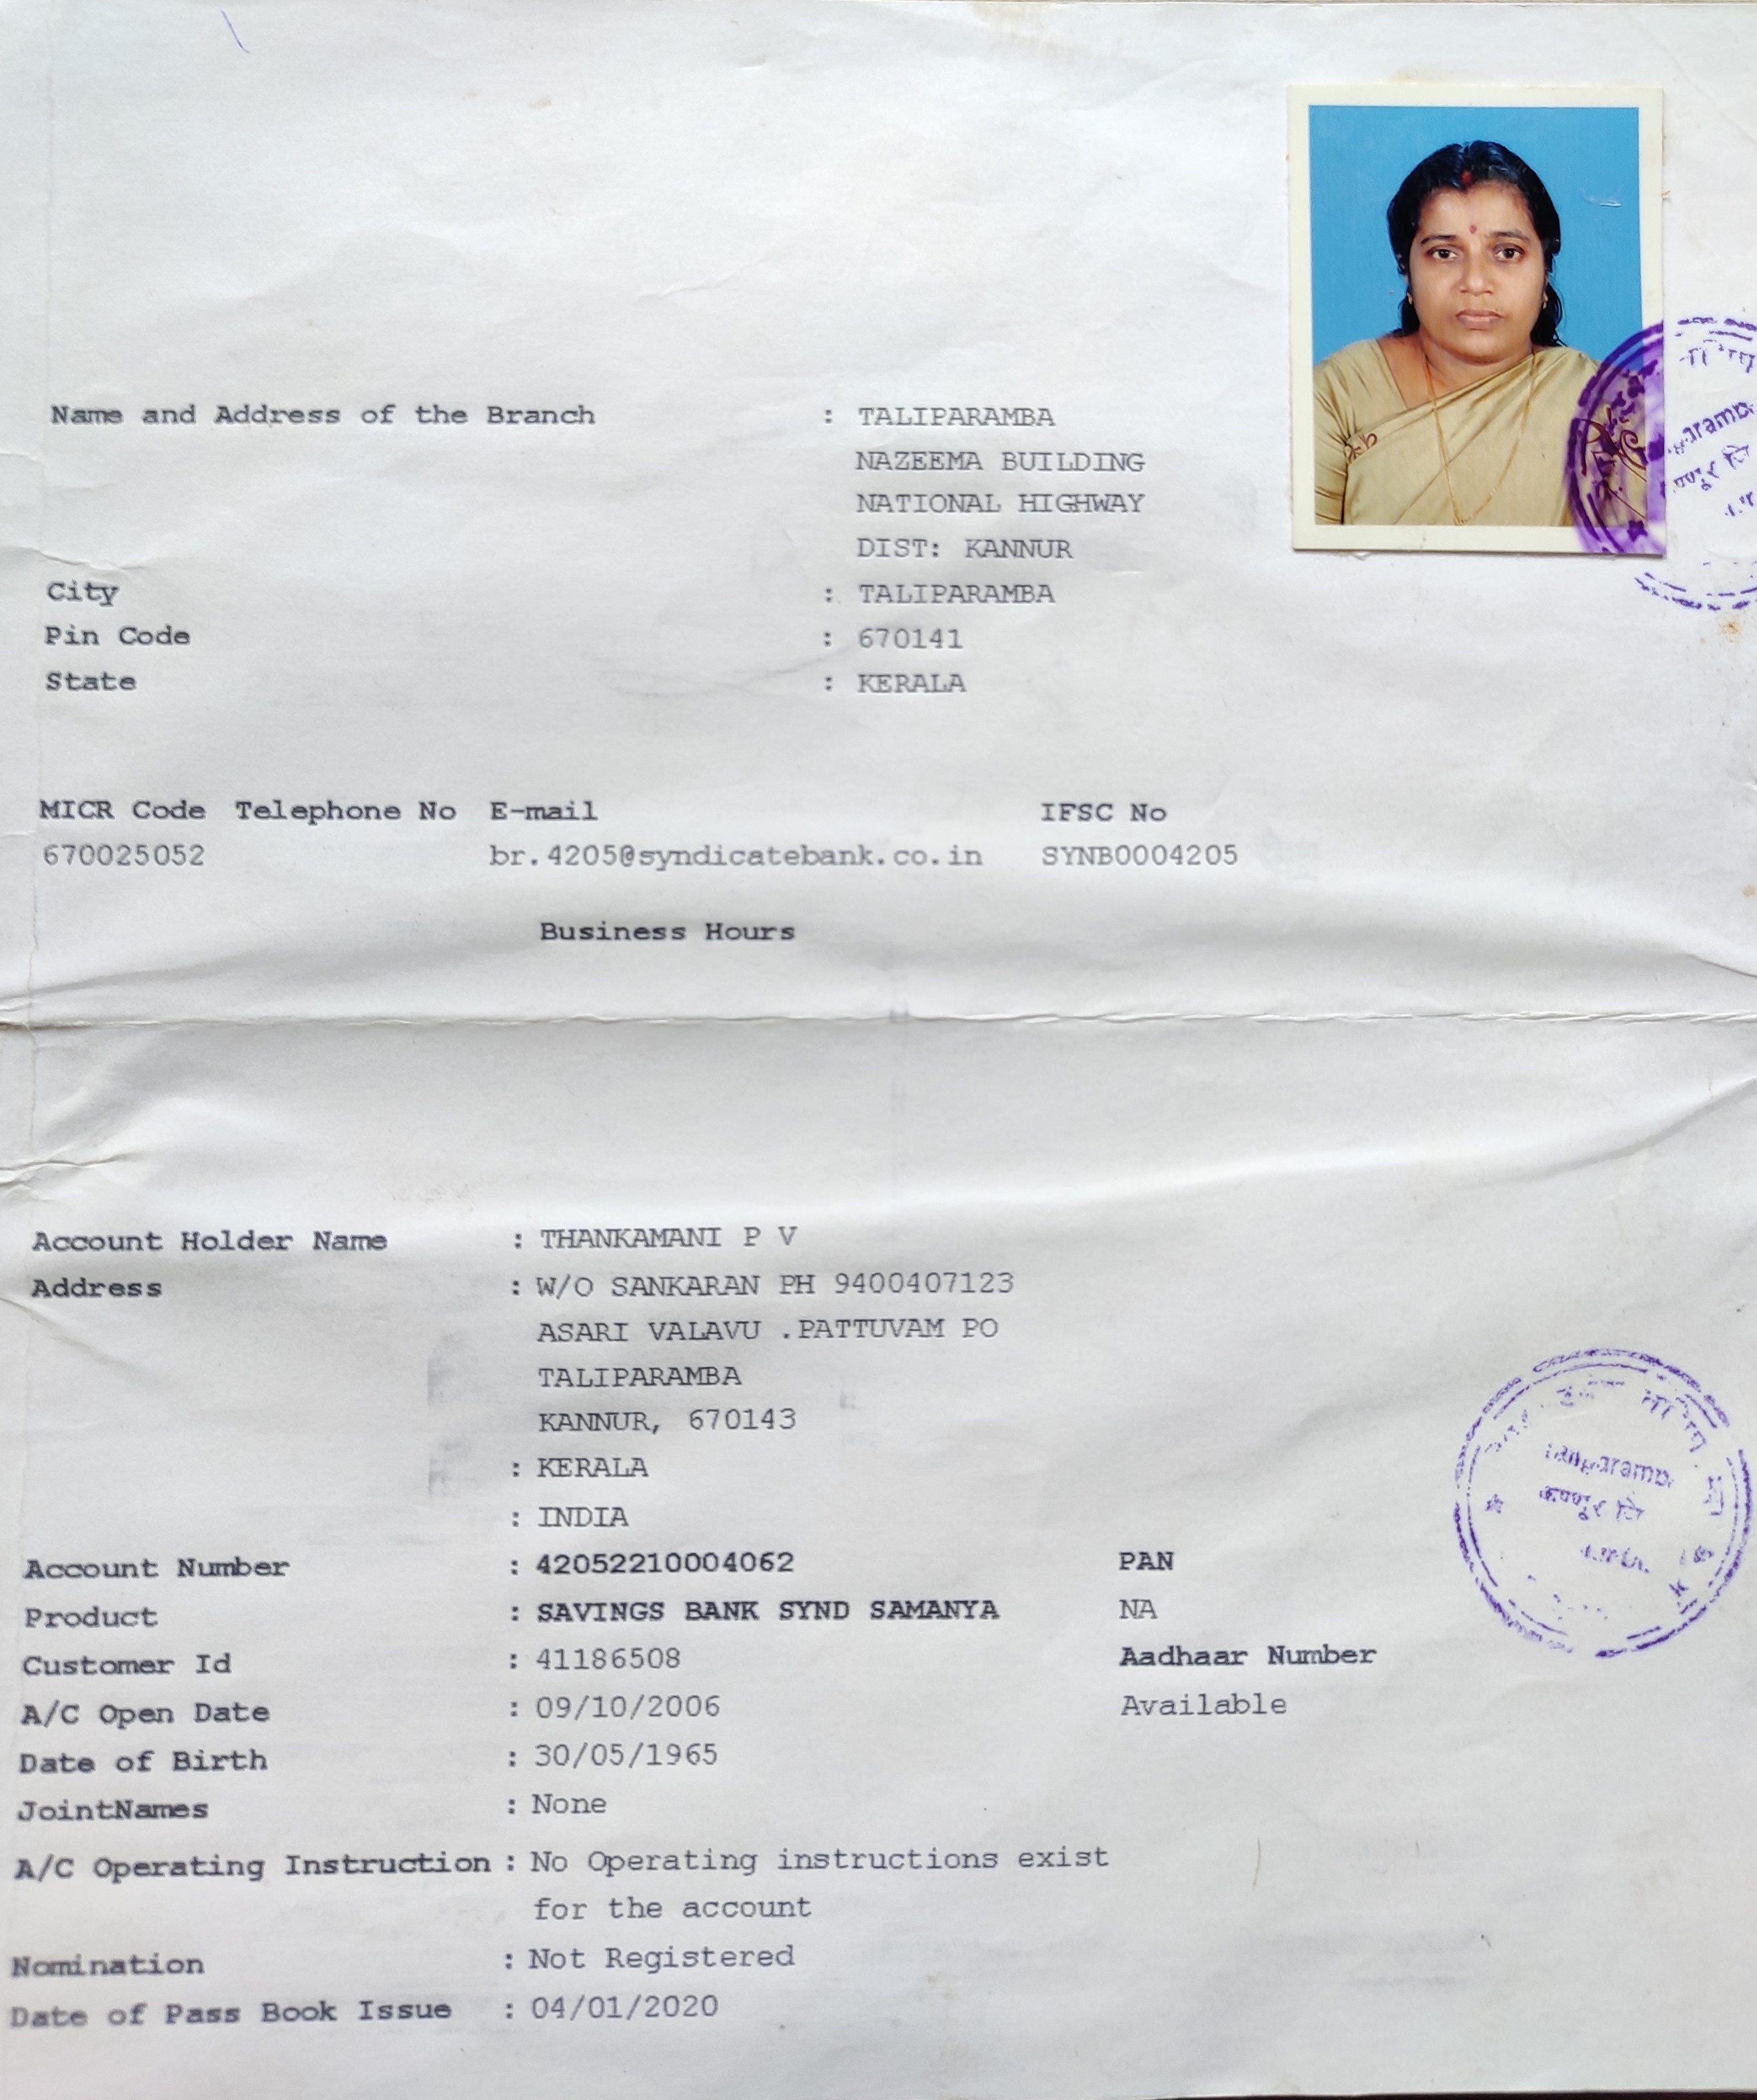 Name and Address of the Branch : TALIPARAMBA
NAZEEMA BUILDING
NATIONAL HIGHWAY
DIST: KANNUR
City : TALIPARAMBA
Pin Code : 670141
State : KERALA
MICR Code Telephone No E-mail IFSC No
670025052 br.4205@syndicatebank.co.in SYNB0004205
Business Hours
Account Holder Name : THANKAMANI P V
Address : W/O SANKARAN PH 9400407123
ASARI VALAVU .PATTUVAM PO
TALIPARAMBA
KANNUR, 670143
: KERALA
: INDIA
Account Number : 42052210004062 PAN
Product : SAVINGS BANK SYND SAMANYA NA
Customer Id : 41186508 Aadhaar Number
A/C Open Date : 09/10/2006 Available
Date of Birth : 30/05/1965
JointNames : None
A/C Operating Instruction : No Operating instructions exist
for the account
Nomination : Not Registered
Date of Pass Book Issue : 04/01/2020